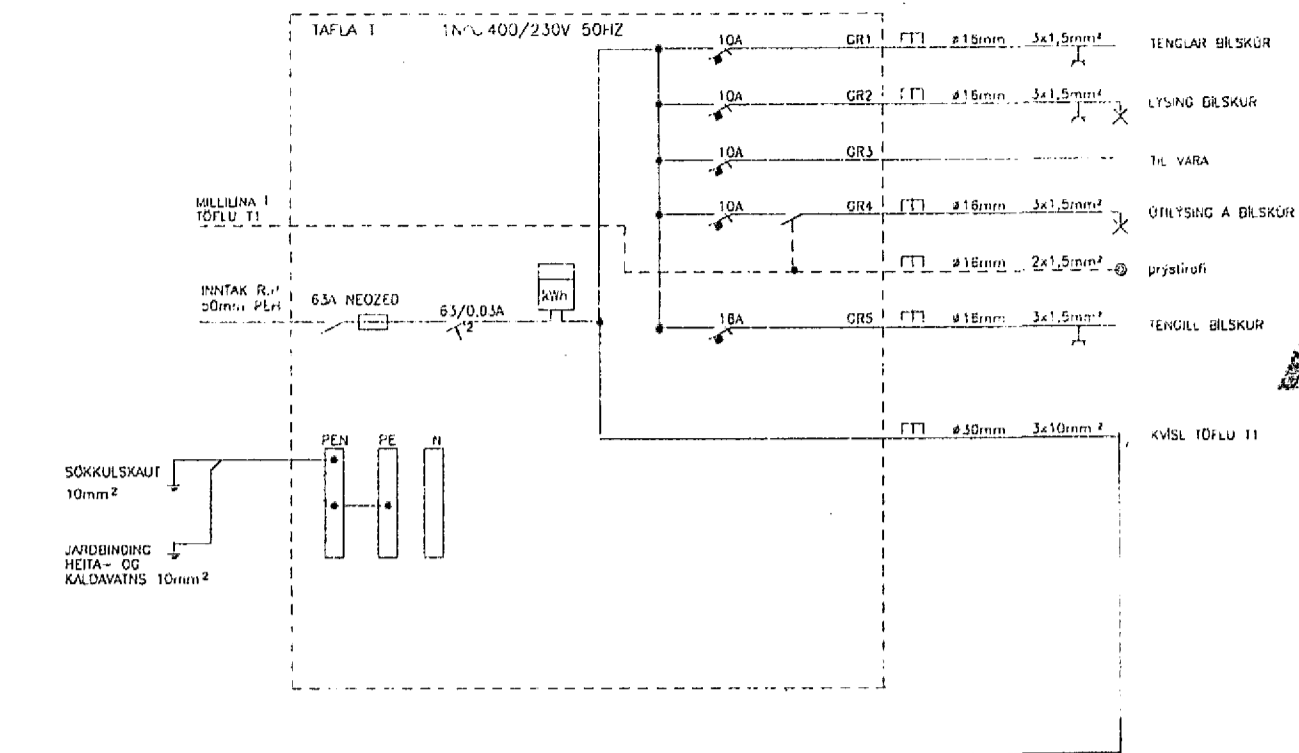 TAFLA T 400/230V 50HZ
10A GR1 ø16mm 3x1,5mm² TENGLAR BÍLSKÚR
10A GR2 ø16mm 3x1,5mm² LÝSING BÍLSKÚR
10A GR3 TIL VARA
MILLILÍNA Í
TÖFLU T1
10A GR4 ø16mm 3x1,5mm² ÚTILÝSING Á BÍLSKÚR
ø16mm 2x1,5mm² þrýstirofi
INNTAK
50mm PEH
63A NEOZED
63/0,03A
2
kWh
16A GR5 ø16mm 3x1,5mm² TENGILL BÍLSKÚR
ø30mm 3x10mm² KVÍSL TÖFLU T1
PEN PE N
SÖKKULSKAUT
10mm²
JARÐBINDING
HEITA- OG
KALDAVATNS 10mm²